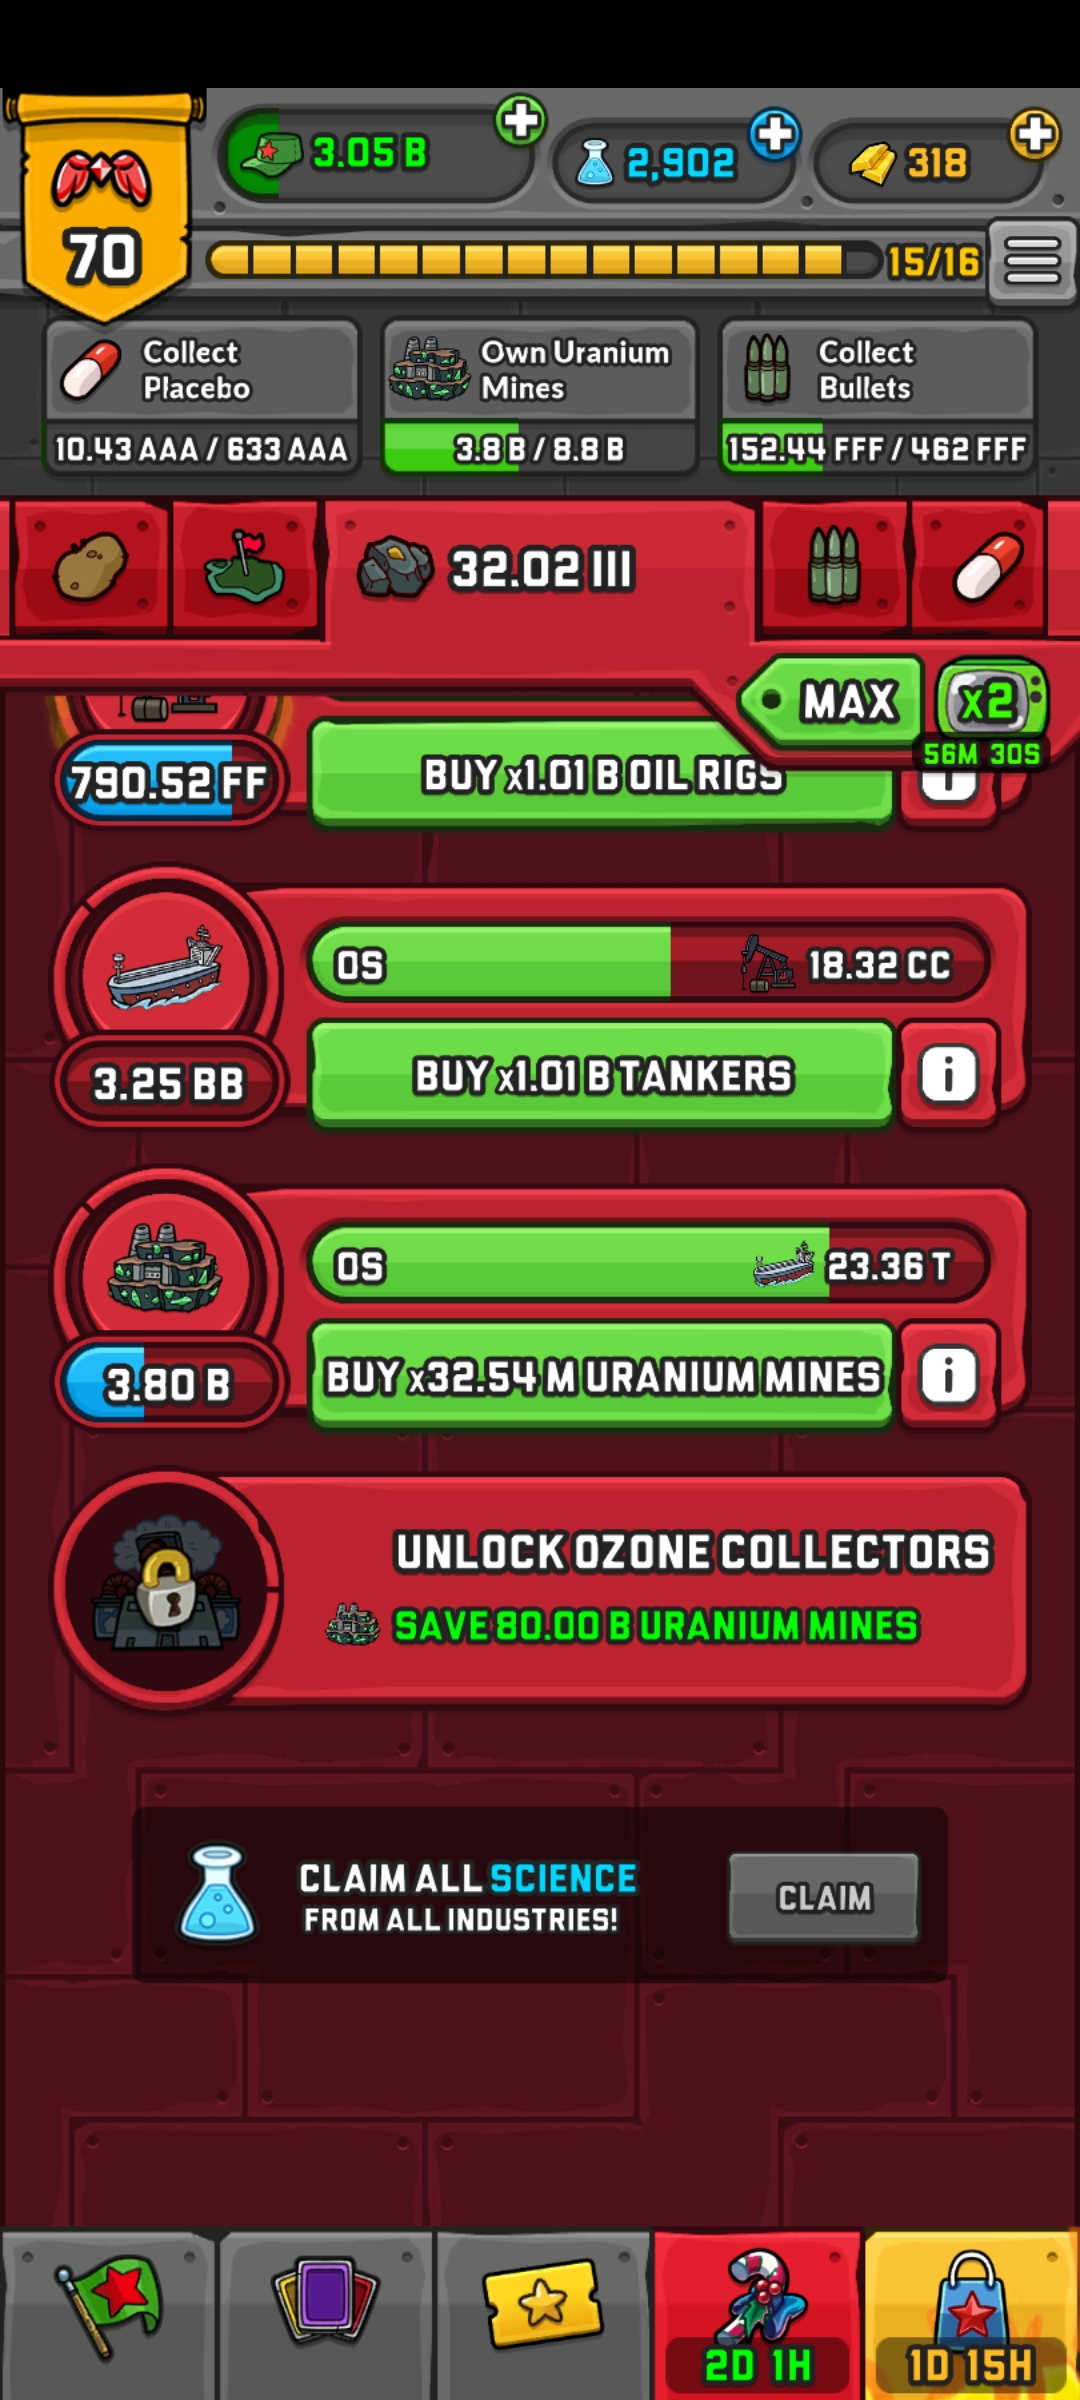 3.05 B
2,902
318
70
15/16
Collect
Placebo
10.43 AAA / 633 AAA
Own Uranium
Mines
3.8 B / 8.8 B
Collect
Bullets
152.44 FFF / 462 FFF
32.02 III
MAX
x2
56M 30S
790.52 FF
BUY x1.01 B OIL RIGS
0S
18.32 CC
3.25 BB
BUY x1.01 B TANKERS
i
0S
23.36 T
3.80 B
BUY x32.54 M URANIUM MINES
i
UNLOCK OZONE COLLECTORS
SAVE 80.00 B URANIUM MINES
CLAIM ALL SCIENCE
FROM ALL INDUSTRIES!
CLAIM
2D 1H
1D 15H